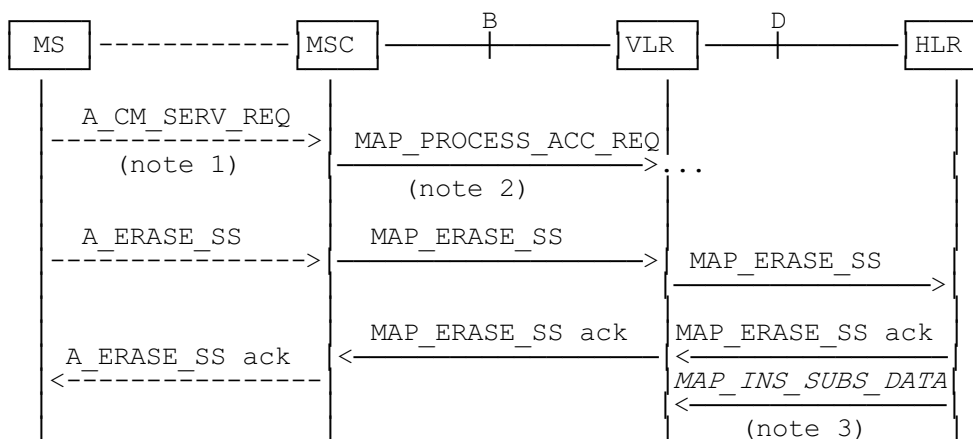 B D
MS MSC VLR HLR
A_CM_SERV_REQ
MAP_PROCESS_ACC_REQ
(note 1)
...
(note 2)
A_ERASE_SS MAP_ERASE_SS
MAP_ERASE_SS
MAP_ERASE_SS ack MAP_ERASE_SS ack
A_ERASE_SS ack
MAP_INS_SUBS_DATA
(note 3)